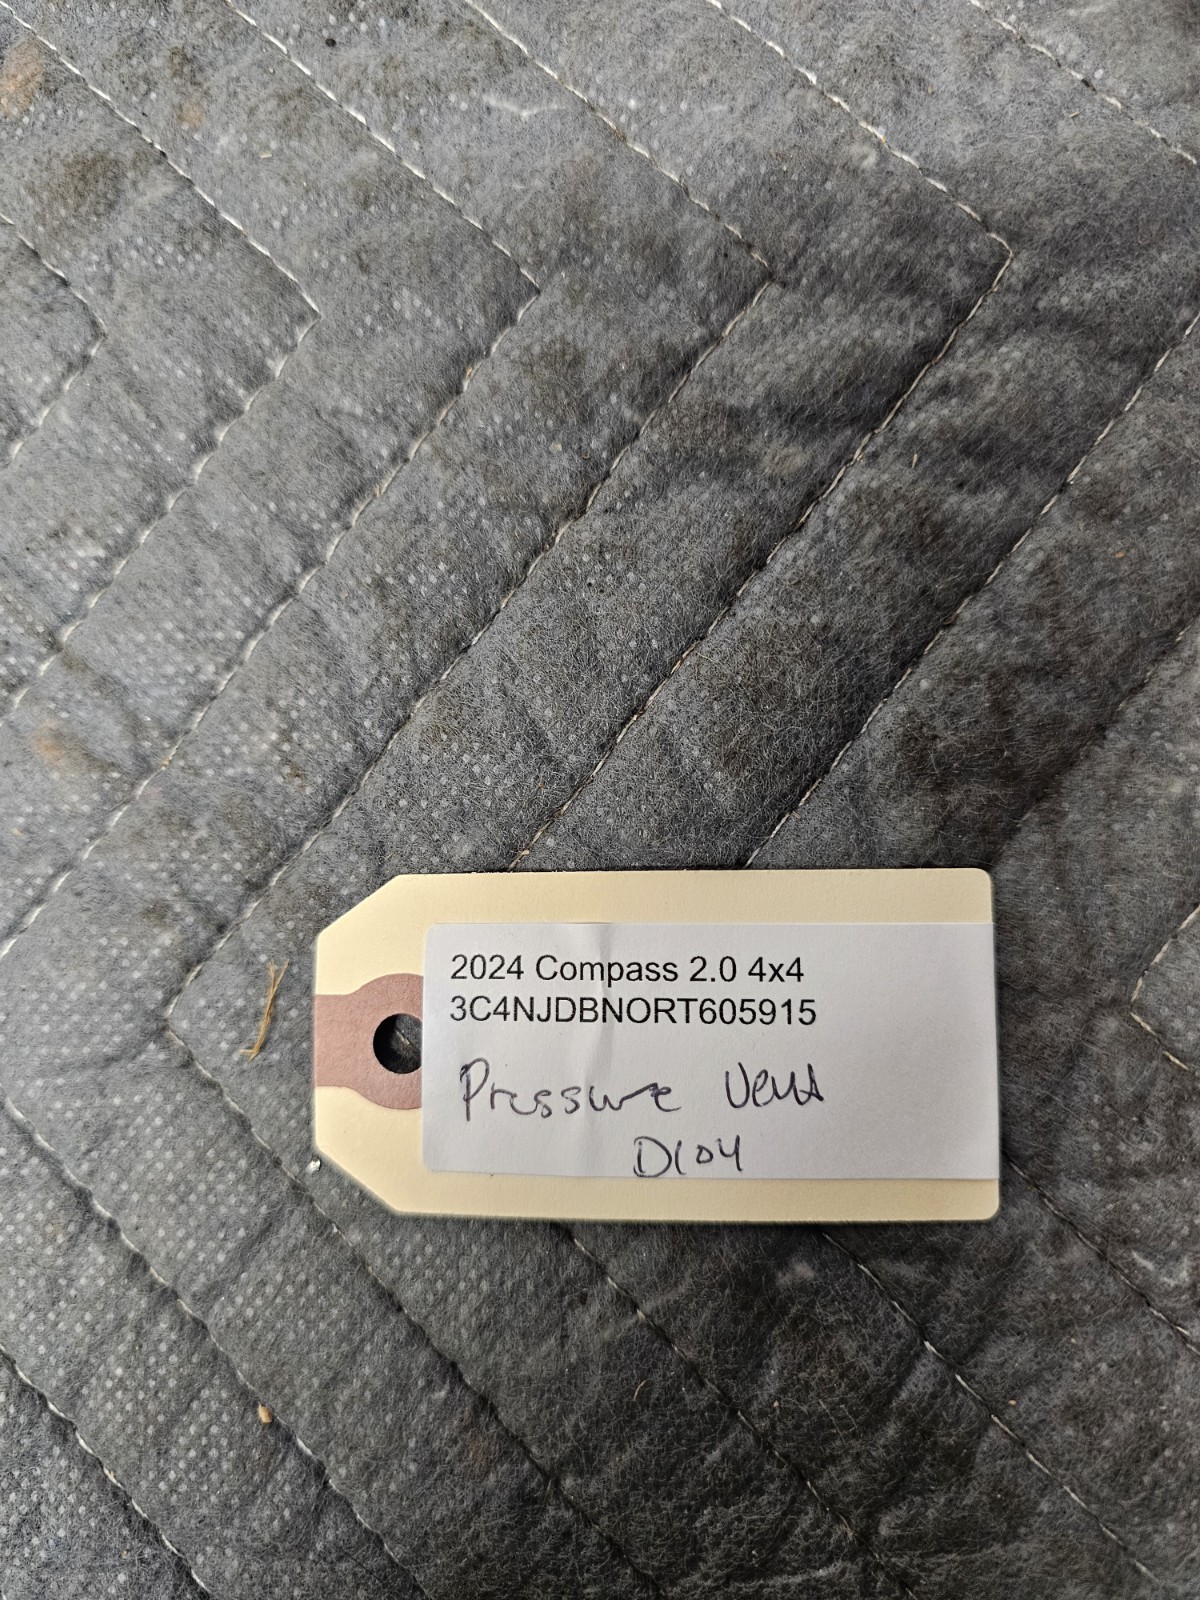 2024 Compass 2.0 4x4
3C4NJDBNORT605915
Pressure Vent
D104